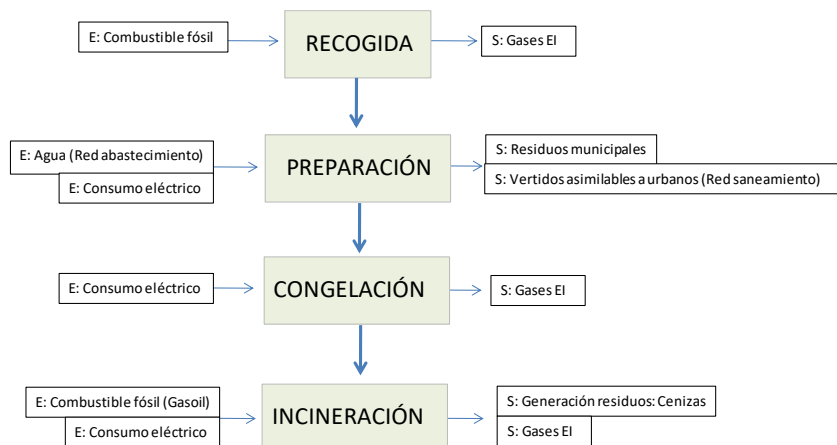 E: Combustible fósil
RECOGIDA
S: Gases EI
E: Agua (Red abastecimiento)
E: Consumo eléctrico
PREPARACIÓN
S: Residuos municipales
S: Vertidos asimilables a urbanos (Red saneamiento)
E: Consumo eléctrico
CONGELACIÓN
S: Gases EI
E: Combustible fósil (Gasoil)
E: Consumo eléctrico
INCINERACIÓN
S: Generación residuos: Cenizas
S: Gases EI